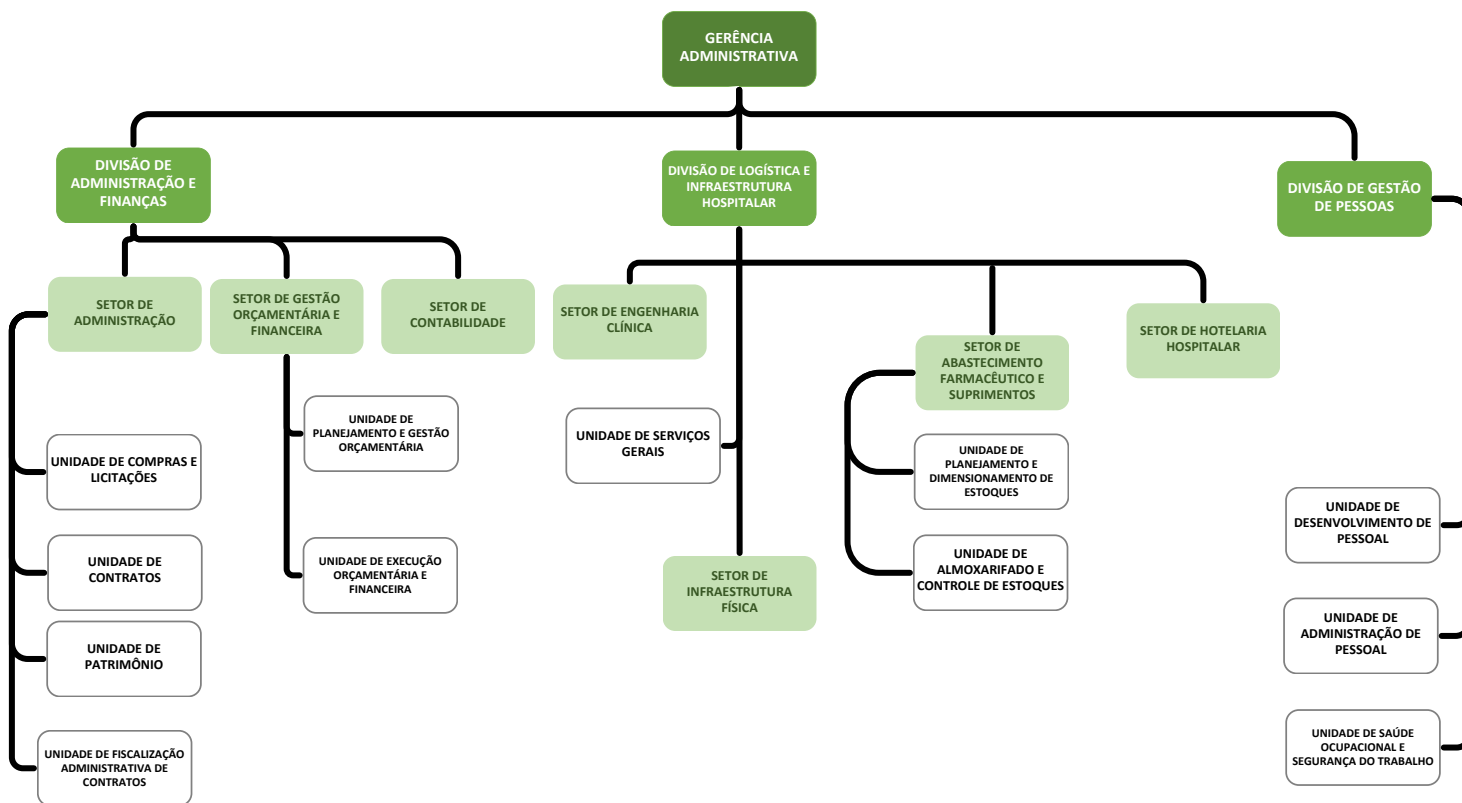 GERÊNCIA
ADMINISTRATIVA
DIVISÃO DE
ADMINISTRAÇÃO E
FINANÇAS
DIVISÃO DE LOGÍSTICA E
INFRAESTRUTURA
HOSPITALAR
DIVISÃO DE GESTÃO
DE PESSOAS
SETOR DE
ADMINISTRAÇÃO
SETOR DE GESTÃO
ORÇAMENTÁRIA E
FINANCEIRA
SETOR DE
CONTABILIDADE
SETOR DE ENGENHARIA
CLÍNICA
SETOR DE
ABASTECIMENTO
FARMACÊUTICO E
SUPRIMENTOS
SETOR DE HOTELARIA
HOSPITALAR
UNIDADE DE COMPRAS E
LICITAÇÕES
UNIDADE DE
CONTRATOS
UNIDADE DE
PATRIMÔNIO
UNIDADE DE FISCALIZAÇÃO
ADMINISTRATIVA DE
CONTRATOS
UNIDADE DE
PLANEJAMENTO E GESTÃO
ORÇAMENTÁRIA
UNIDADE DE EXECUÇÃO
ORÇAMENTÁRIA E
FINANCEIRA
UNIDADE DE SERVIÇOS
GERAIS
SETOR DE
INFRAESTRUTURA
FÍSICA
UNIDADE DE
PLANEJAMENTO E
DIMENSIONAMENTO DE
ESTOQUES
UNIDADE DE
ALMOXARIFADO E
CONTROLE DE ESTOQUES
UNIDADE DE
DESENVOLVIMENTO DE
PESSOAL
UNIDADE DE
ADMINISTRAÇÃO DE
PESSOAL
UNIDADE DE SAÚDE
OCUPACIONAL E
SEGURANÇA DO TRABALHO